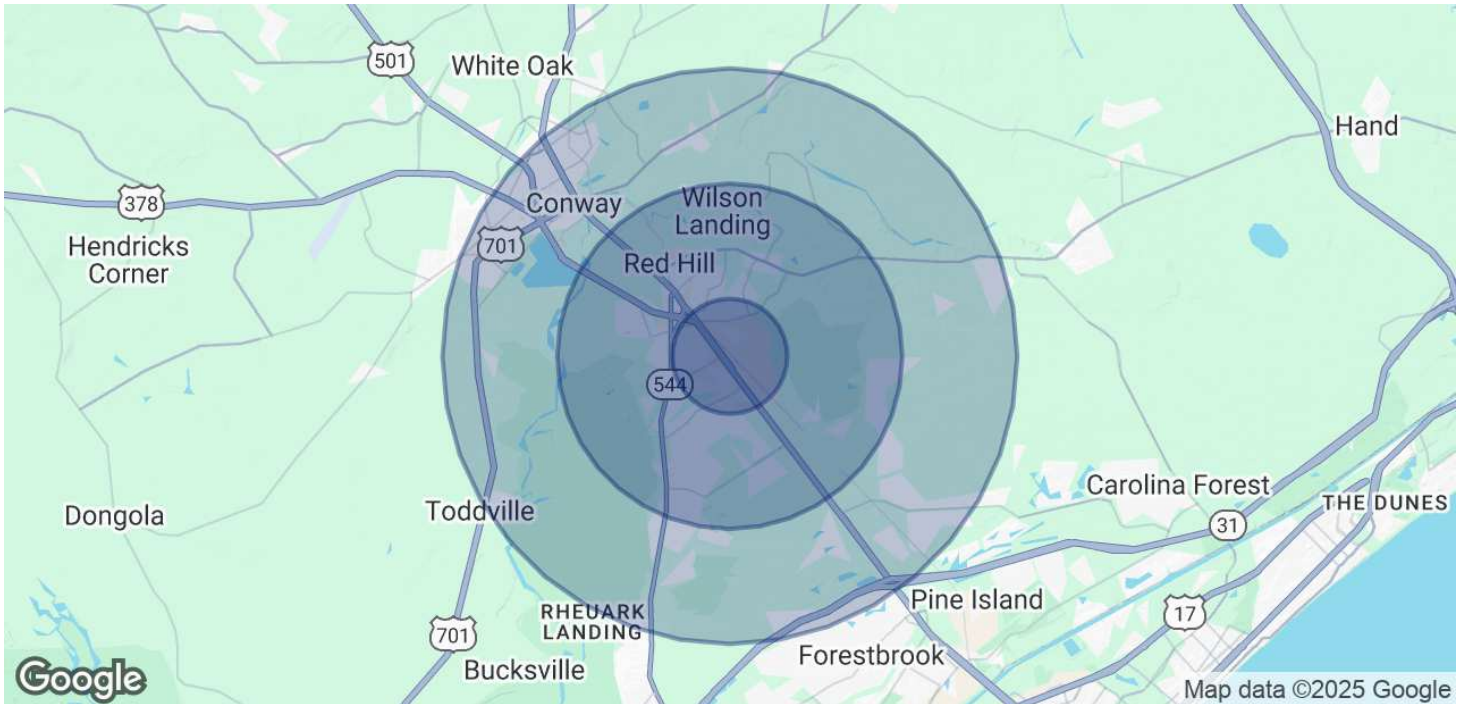 501
White Oak
Hand
378
Conway
Wilson
Landing
Hendricks
Corner
701
Red Hill
544
Carolina Forest
THE DUNES
Dongola
Toddville
31
Pine Island
17
RHEUARK
LANDING
701
Forestbrook
Bucksville
Google
Map data ©2025 Google